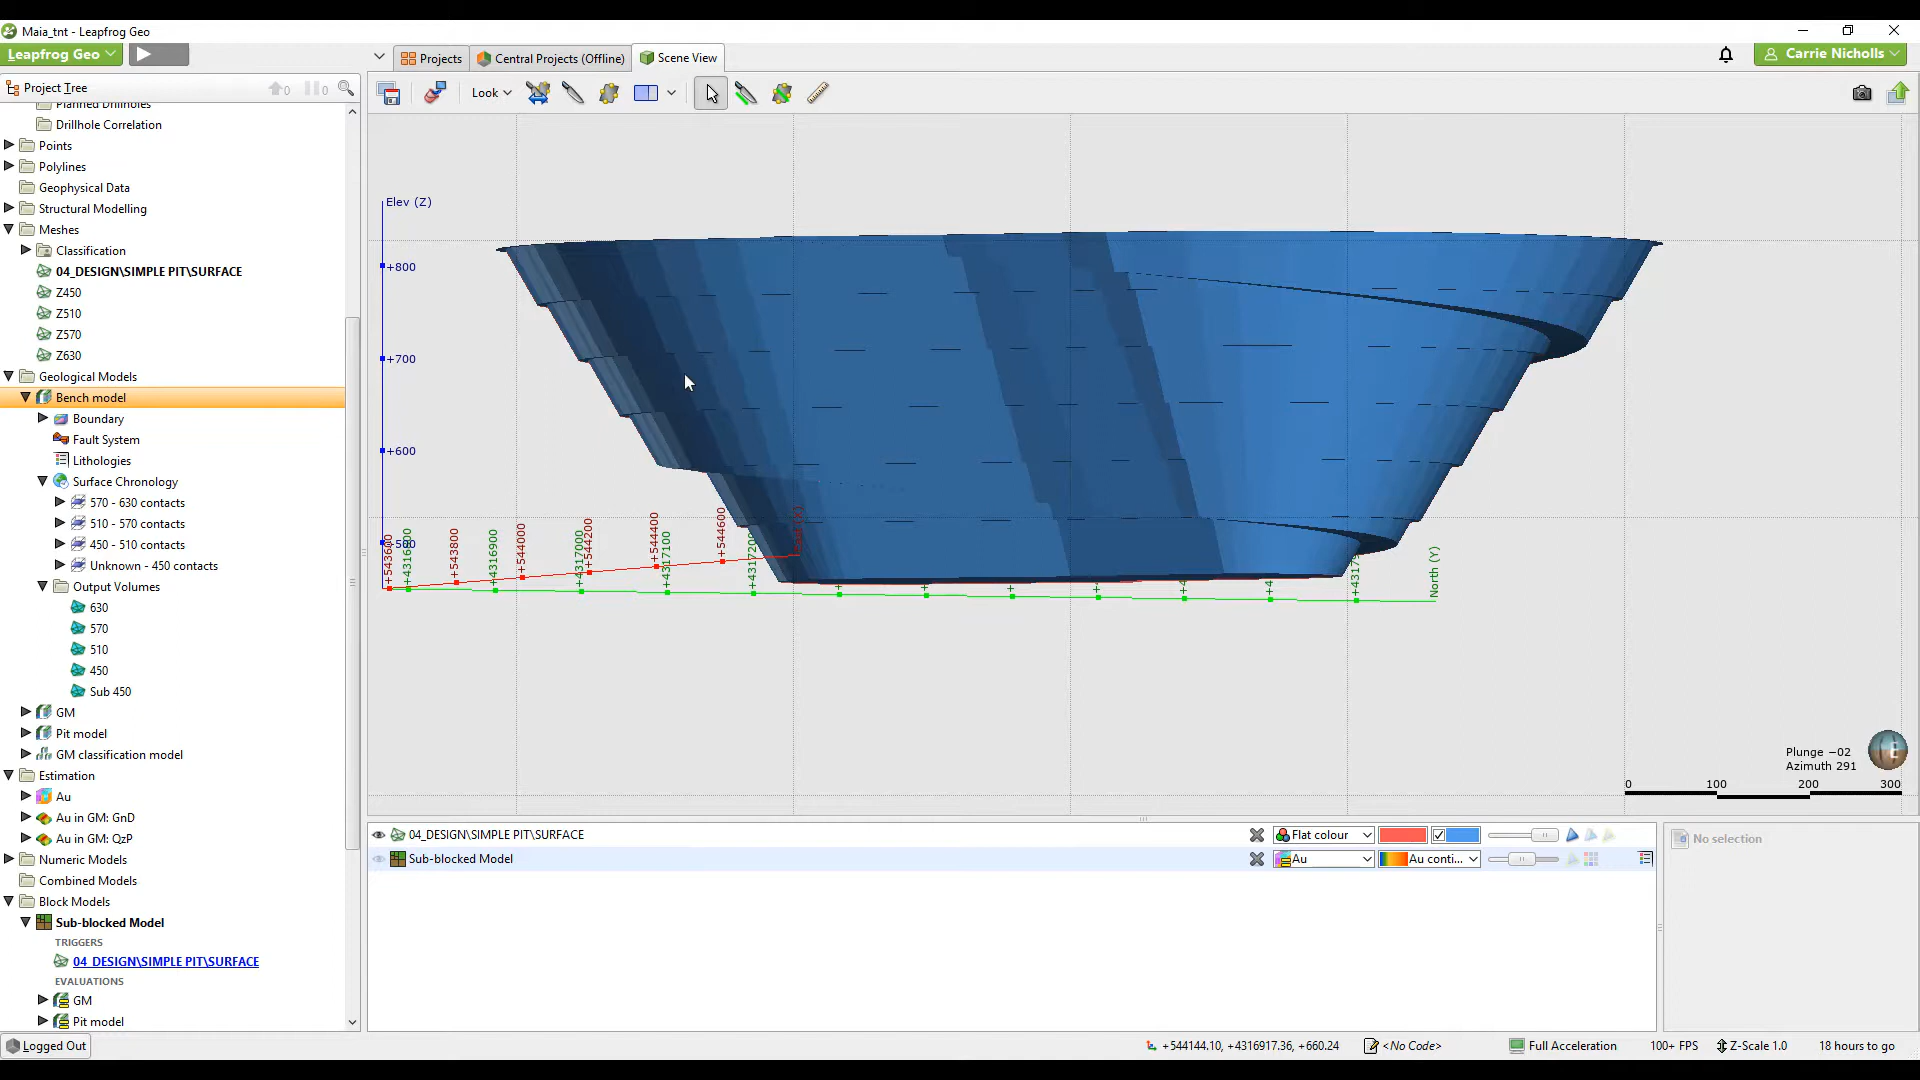 Maia_tnt - Leapfrog Geo
Leapfrog Geo
Projects
Central Projects (Offline)
Scene View
Carrie Nicholls
Project Tree
0
0
Look
Planned Drillholes
Drillhole Correlation
Points
Polylines
Geophysical Data
Structural Modelling
Meshes
Classification
04_DESIGN\SIMPLE PIT\SURFACE
Z450
Z510
Z570
Z630
Geological Models
Bench model
Boundary
Fault System
Lithologies
Surface Chronology
570 - 630 contacts
510 - 570 contacts
450 - 510 contacts
Unknown - 450 contacts
Output Volumes
630
570
510
450
Sub 450
GM
Pit model
GM classification model
Estimation
Au
Au in GM: GnD
Au in GM: QzP
Numeric Models
Combined Models
Block Models
Sub-blocked Model
TRIGGERS
04_DESIGN\SIMPLE PIT\SURFACE
EVALUATIONS
GM
Pit model
Logged Out
Elev (Z)
+800
+700
+600
+500
+543600
+543800
+4316900
+544000
+4317000
+544200
+544400
+4317100
+544600
+4317200
North (Y)
Plunge −02
Azimuth 291
0 100 200 300
04_DESIGN\SIMPLE PIT\SURFACE
Flat colour
Sub-blocked Model
Au
Au conti...
No selection
+544144.10, +4316917.36, +660.24
<No Code>
Full Acceleration
100+ FPS
Z-Scale 1.0
18 hours to go